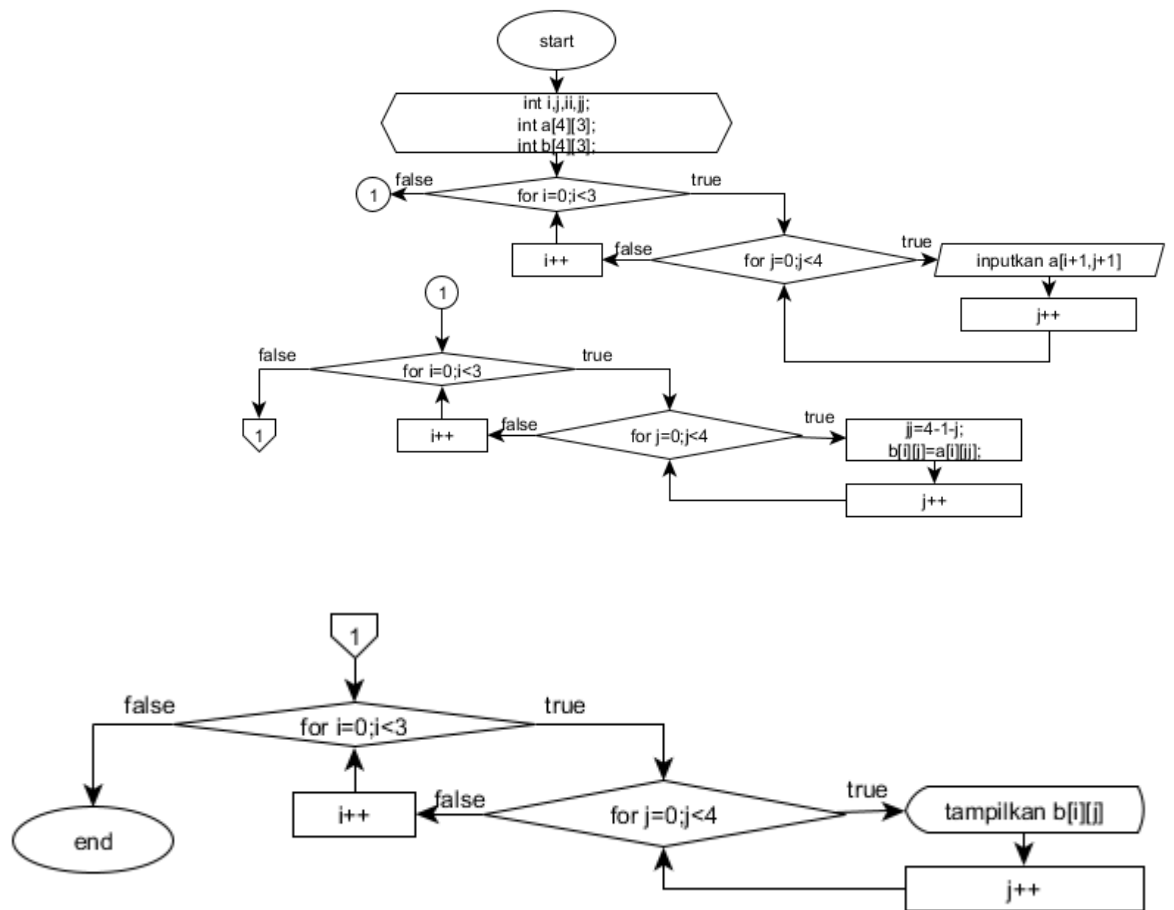 start
int i,j,ii,jj;
int a[4][3];
int b[4][3];
false
for i=0;i<3
true
1
i++
false
for j=0;j<4
true
inputkan a[i+1,j+1]
j++
1
false
for i=0;i<3
true
1
i++
false
for j=0;j<4
true
jj=4-1-j;
b[i][j]=a[i][jj];
j++
1
false
for i=0;i<3
true
end
i++
false
for j=0;j<4
true
tampilkan b[i][j]
j++